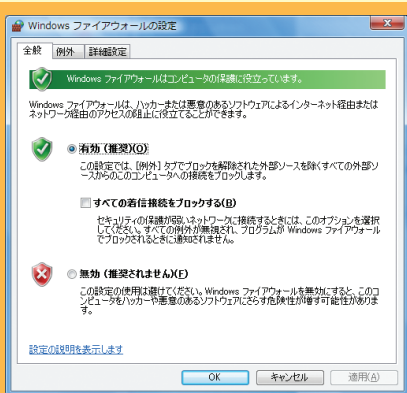 Windows ファイアウォールの設定
全般 例外 詳細設定
Windows ファイアウォールはコンピュータの保護に役立っています。
Windows ファイアウォールは、ハッカーまたは悪意のあるソフトウェアによるインターネット経由または
ネットワーク経由のアクセスの阻止に役立てることができます。
有効 (推奨)(O)
この設定では、[例外] タブでブロックを解除された外部ソースを除くすべての外部ソ
ースからのこのコンピュータへの接続をブロックします。
すべての着信接続をブロックする(B)
セキュリティの保護が弱いネットワークに接続するときには、このオプションを選択
してください。すべての例外が無視され、プログラムが Windows ファイアウォール
でブロックされるときに通知されません。
無効 (推奨されません)(F)
この設定の使用は避けてください。Windows ファイアウォールを無効にすると、このコ
ンピュータをハッカーや悪意のあるソフトウェアにさらす危険性が増す可能性がありま
す。
設定の説明を表示します
OK キャンセル 適用(A)